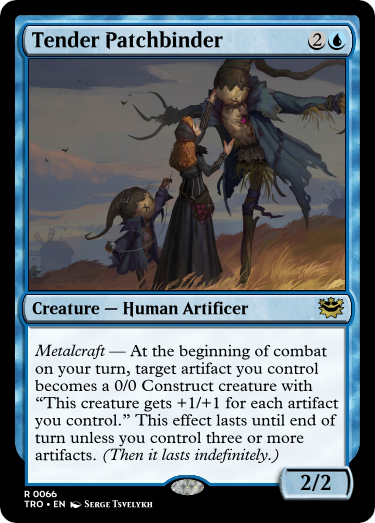 Tender Patchbinder 2
Creature — Human Artificer
Metalcraft — At the beginning of combat
on your turn, target artifact you control
becomes a 0/0 Construct creature with
“This creature gets +1/+1 for each artifact
you control.” This effect lasts until end of
turn unless you control three or more
artifacts. (Then it lasts indefinitely.)
2/2
R 0066
TRO • EN Serge Tsvelykh